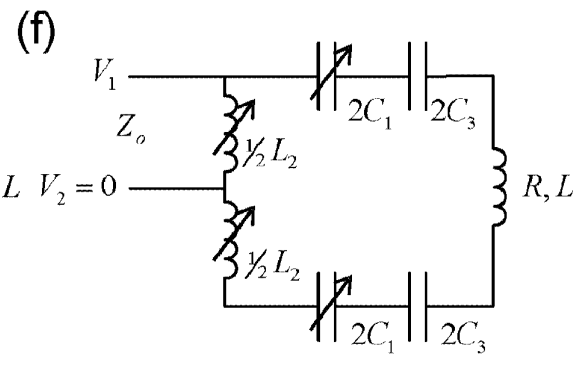 (f)
V₁
2C₁ 2C₃
Zₒ
½L₂
L V₂ = 0
R, L
½L₂
2C₁ 2C₃